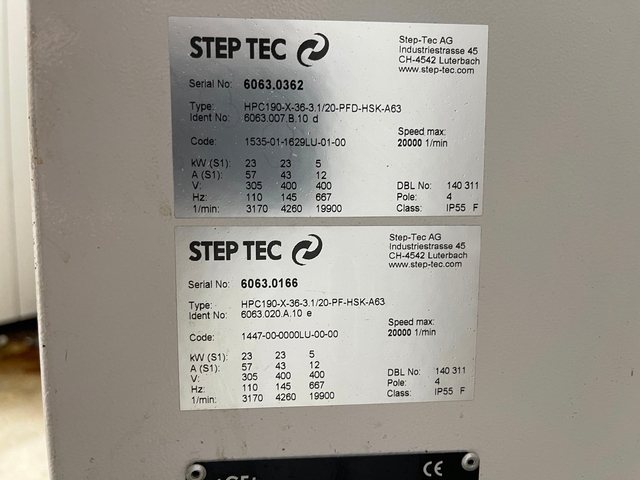 STEP TEC
Step-Tec AG
Industriestrasse 45
CH-4542 Luterbach
www.step-tec.com
Serial No: 6063.0362
Type: HPC190-X-36-3.1/20-PFD-HSK-A63
Ident No: 6063.007.B.10 d
Code: 1535-01-1629LU-01-00
Speed max:
20000 1/min
kW (S1): 23 23 5
A (S1): 57 43 12
V: 305 400 400
Hz: 110 145 667
1/min: 3170 4260 19900
DBL No: 140 311
Pole: 4
Class: IP55 F
STEP TEC
Step-Tec AG
Industriestrasse 45
CH-4542 Luterbach
www.step-tec.com
Serial No: 6063.0166
Type: HPC190-X-36-3.1/20-PF-HSK-A63
Ident No: 6063.020.A.10 e
Code: 1447-00-0000LU-00-00
Speed max:
20000 1/min
kW (S1): 23 23 5
A (S1): 57 43 12
V: 305 400 400
Hz: 110 145 667
1/min: 3170 4260 19900
DBL No: 140 311
Pole: 4
Class: IP55 F
CE